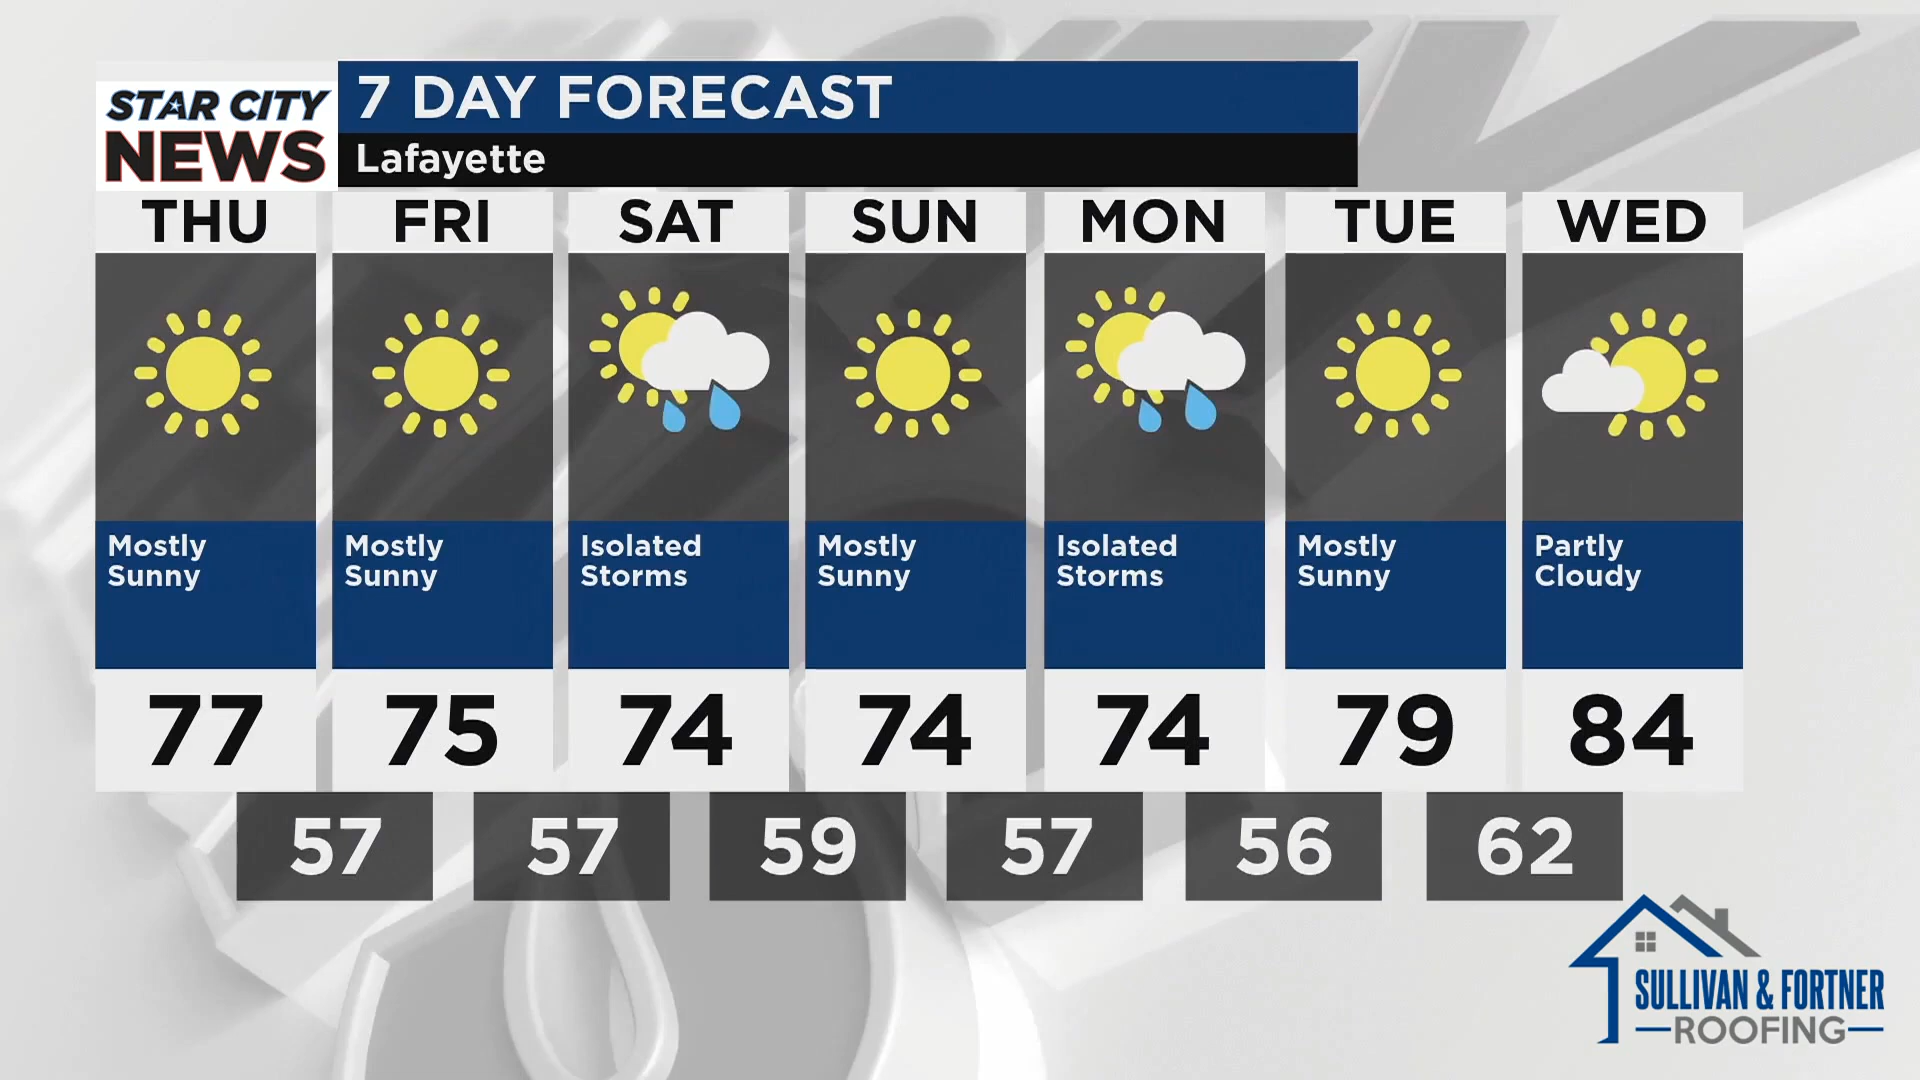 STAR CITY
NEWS
7 DAY FORECAST
Lafayette
THU
FRI
SAT
SUN
MON
TUE
WED
Mostly
Sunny
Mostly
Sunny
Isolated
Storms
Mostly
Sunny
Isolated
Storms
Mostly
Sunny
Partly
Cloudy
77
75
74
74
74
79
84
57
57
59
57
56
62
SULLIVAN & FORTNER
ROOFING